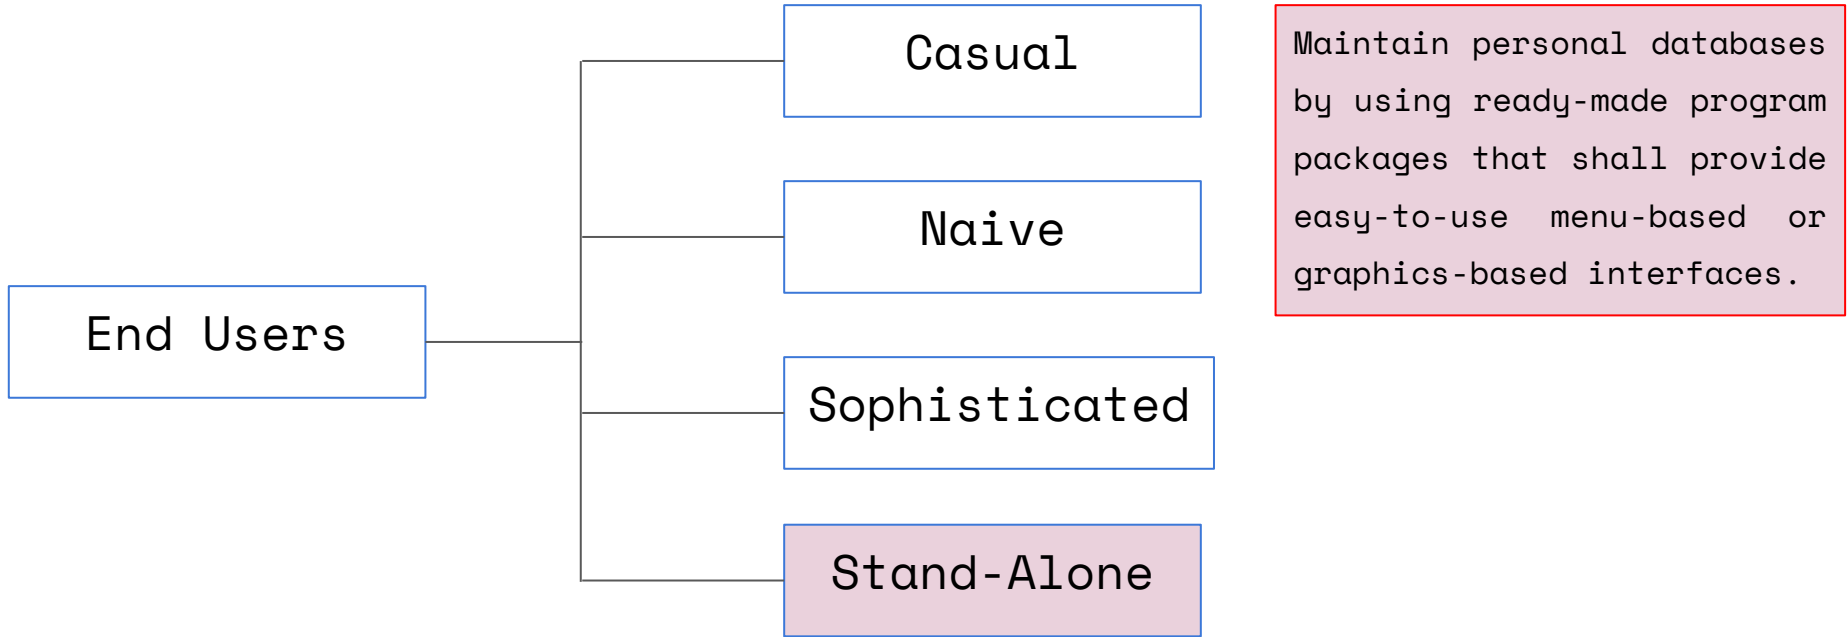 End Users
Casual
Naive
Sophisticated
Stand-Alone
Maintain personal databases
by using ready-made program
packages that shall provide
easy-to-use menu-based or
graphics-based interfaces.